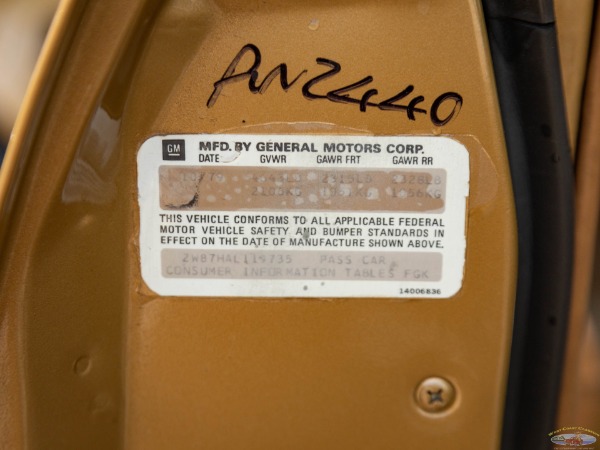 PW2440
GM MFD. BY GENERAL MOTORS CORP.
DATE GVWR GAWR FRT GAWR RR
THIS VEHICLE CONFORMS TO ALL APPLICABLE FEDERAL
MOTOR VEHICLE SAFETY AND BUMPER STANDARDS IN
EFFECT ON THE DATE OF MANUFACTURE SHOWN ABOVE.
PASS CAR
CONSUMER INFORMATION TABLES FGK
14006836